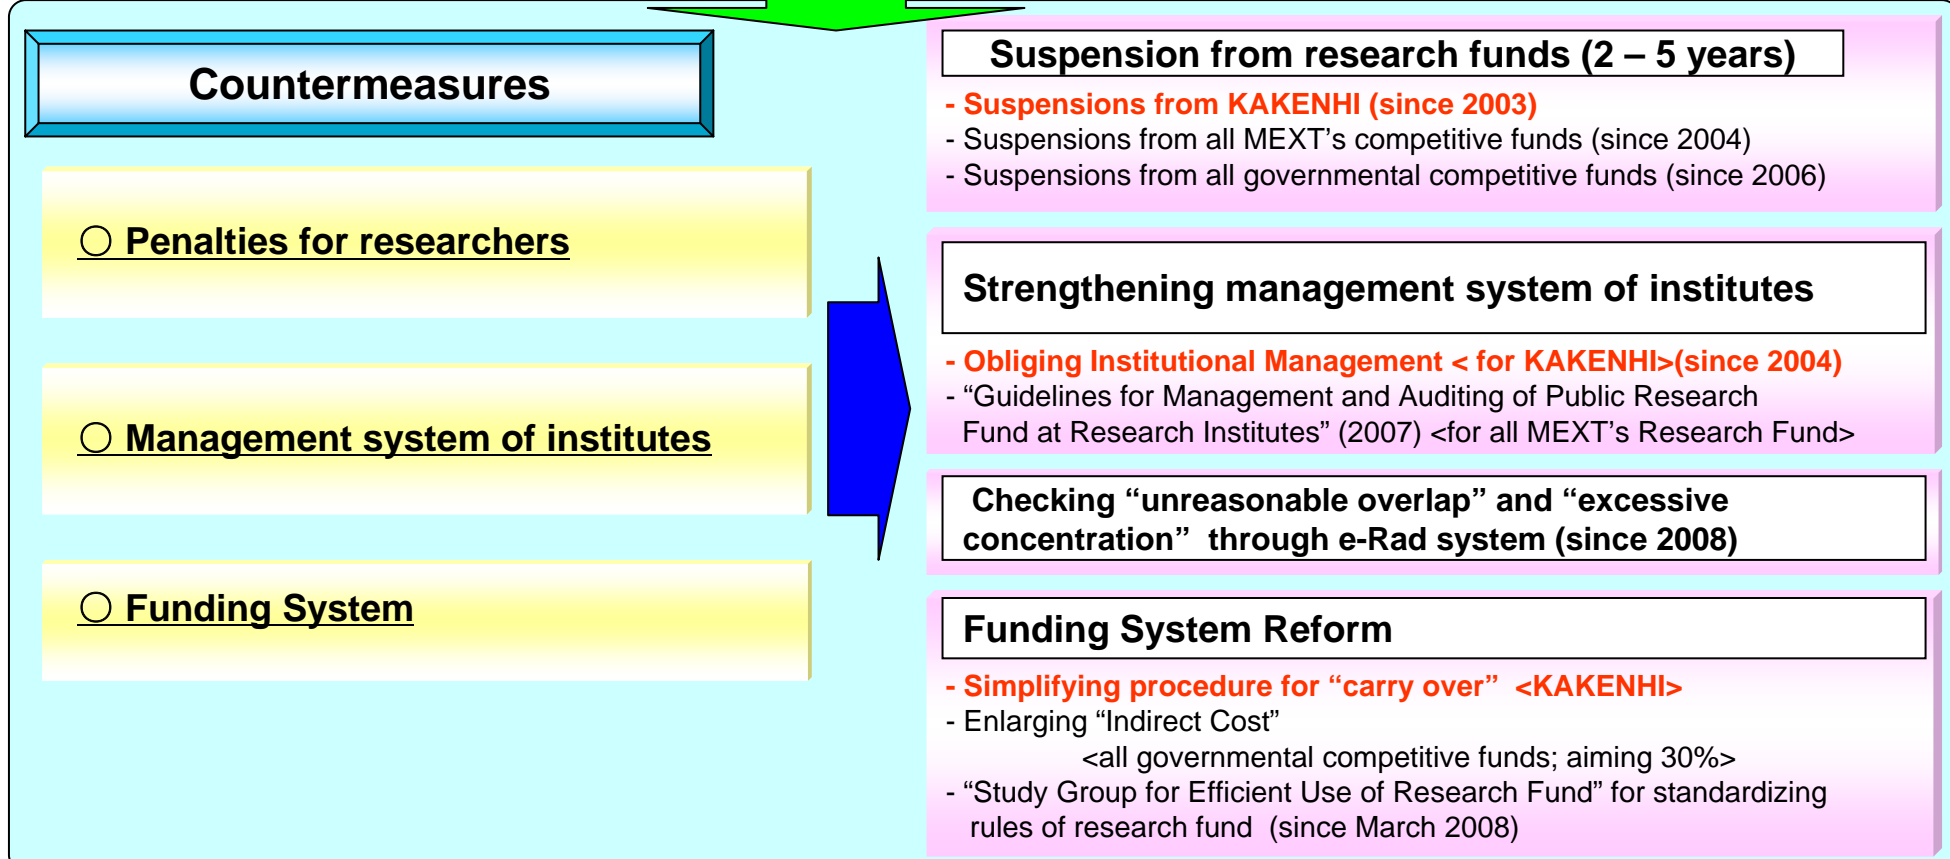 Countermeasures
○ Penalties for researchers
○ Management system of institutes
○ Funding System
Suspension from research funds (2 – 5 years)
- Suspensions from KAKENHI (since 2003)
- Suspensions from all MEXT’s competitive funds (since 2004)
- Suspensions from all governmental competitive funds (since 2006)
Strengthening management system of institutes
- Obliging Institutional Management < for KAKENHI>(since 2004)
- “Guidelines for Management and Auditing of Public Research
Fund at Research Institutes” (2007) <for all MEXT’s Research Fund>
Checking “unreasonable overlap” and “excessive
concentration” through e-Rad system (since 2008)
Funding System Reform
- Simplifying procedure for “carry over” <KAKENHI>
- Enlarging “Indirect Cost”
<all governmental competitive funds; aiming 30%>
- “Study Group for Efficient Use of Research Fund” for standardizing
rules of research fund (since March 2008)